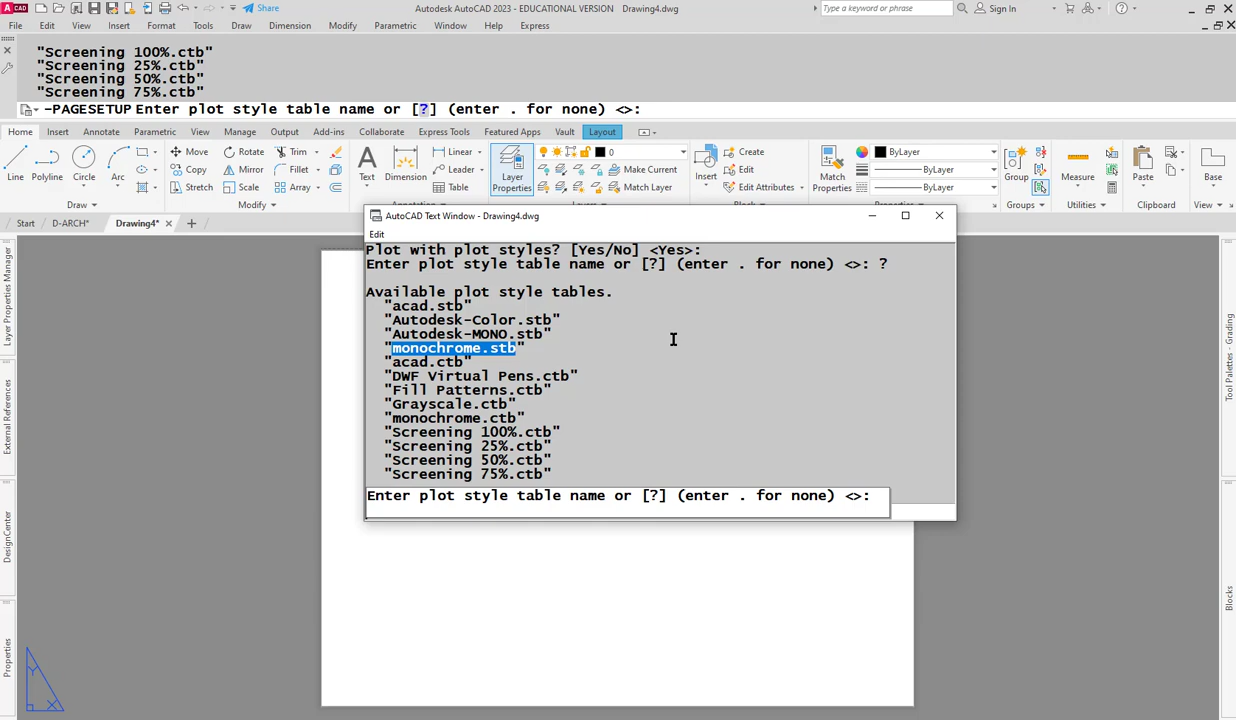 CAD
Share
Autodesk AutoCAD 2023 - EDUCATIONAL VERSION Drawing4.dwg
Type a keyword or phrase
Sign In
File Edit View Insert Format Tools Draw Dimension Modify Parametric Window Help Express
"Screening 100%.ctb"
"Screening 25%.ctb"
"Screening 50%.ctb"
"Screening 75%.ctb"
-PAGESETUP Enter plot style table name or [?] (enter . for none) <>:
Home Insert Annotate Parametric View Manage Output Add-ins Collaborate Express Tools Featured Apps Vault Layout
Move Rotate Trim Linear 0 Create ByLayer
Copy Mirror Fillet Leader Make Current Edit ByLayer
Stretch Scale Array Table Match Layer Edit Attributes ByLayer
Line Polyline Circle Arc Text Dimension Layer Properties Insert Match Properties Group Measure Paste Base
Draw Modify Groups Utilities Clipboard View
Start D-ARCH* Drawing4*
AutoCAD Text Window - Drawing4.dwg
Edit
Plot with plot styles? [Yes/No] <Yes>:
Enter plot style table name or [?] (enter . for none) <>: ?
Available plot style tables.
"acad.stb"
"Autodesk-Color.stb"
"Autodesk-MONO.stb"
"monochrome.stb"
"acad.ctb"
"DWF Virtual Pens.ctb"
"Fill Patterns.ctb"
"Grayscale.ctb"
"monochrome.ctb"
"Screening 100%.ctb"
"Screening 25%.ctb"
"Screening 50%.ctb"
"Screening 75%.ctb"
Enter plot style table name or [?] (enter . for none) <>:
Layer Properties Manager
External References
DesignCenter
Properties
Tool Palettes - Grading
Blocks
Y
X